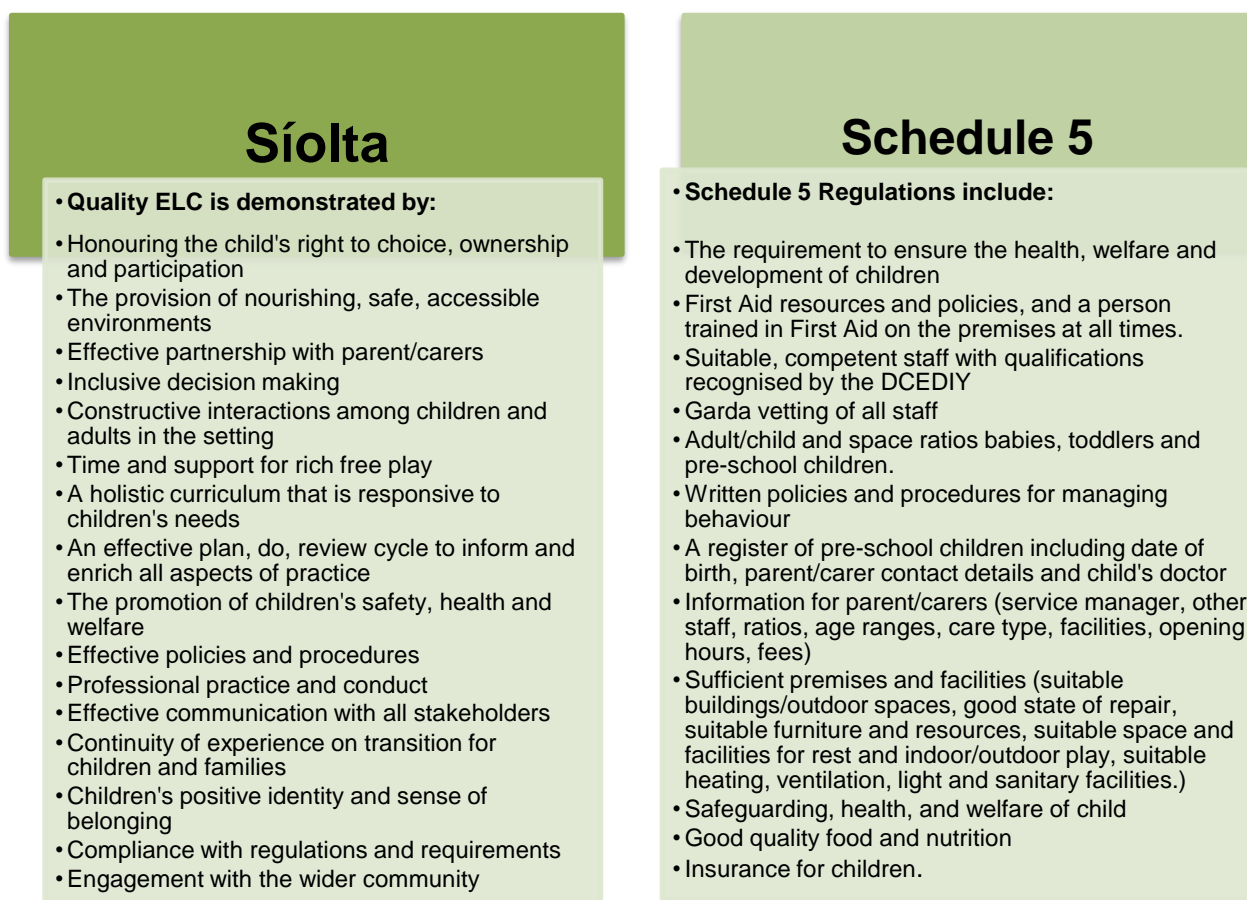 Síolta
• Quality ELC is demonstrated by:
• Honouring the child's right to choice, ownership
and participation
• The provision of nourishing, safe, accessible
environments
• Effective partnership with parent/carers
• Inclusive decision making
• Constructive interactions among children and
adults in the setting
• Time and support for rich free play
• A holistic curriculum that is responsive to
children's needs
• An effective plan, do, review cycle to inform and
enrich all aspects of practice
• The promotion of children's safety, health and
welfare
• Effective policies and procedures
• Professional practice and conduct
• Effective communication with all stakeholders
• Continuity of experience on transition for
children and families
• Children's positive identity and sense of
belonging
• Compliance with regulations and requirements
• Engagement with the wider community
Schedule 5
• Schedule 5 Regulations include:
• The requirement to ensure the health, welfare and
development of children
• First Aid resources and policies, and a person
trained in First Aid on the premises at all times.
• Suitable, competent staff with qualifications
recognised by the DCEDIY
• Garda vetting of all staff
• Adult/child and space ratios babies, toddlers and
pre-school children.
• Written policies and procedures for managing
behaviour
• A register of pre-school children including date of
birth, parent/carer contact details and child's doctor
• Information for parent/carers (service manager, other
staff, ratios, age ranges, care type, facilities, opening
hours, fees)
• Sufficient premises and facilities (suitable
buildings/outdoor spaces, good state of repair,
suitable furniture and resources, suitable space and
facilities for rest and indoor/outdoor play, suitable
heating, ventilation, light and sanitary facilities.)
• Safeguarding, health, and welfare of child
• Good quality food and nutrition
• Insurance for children.